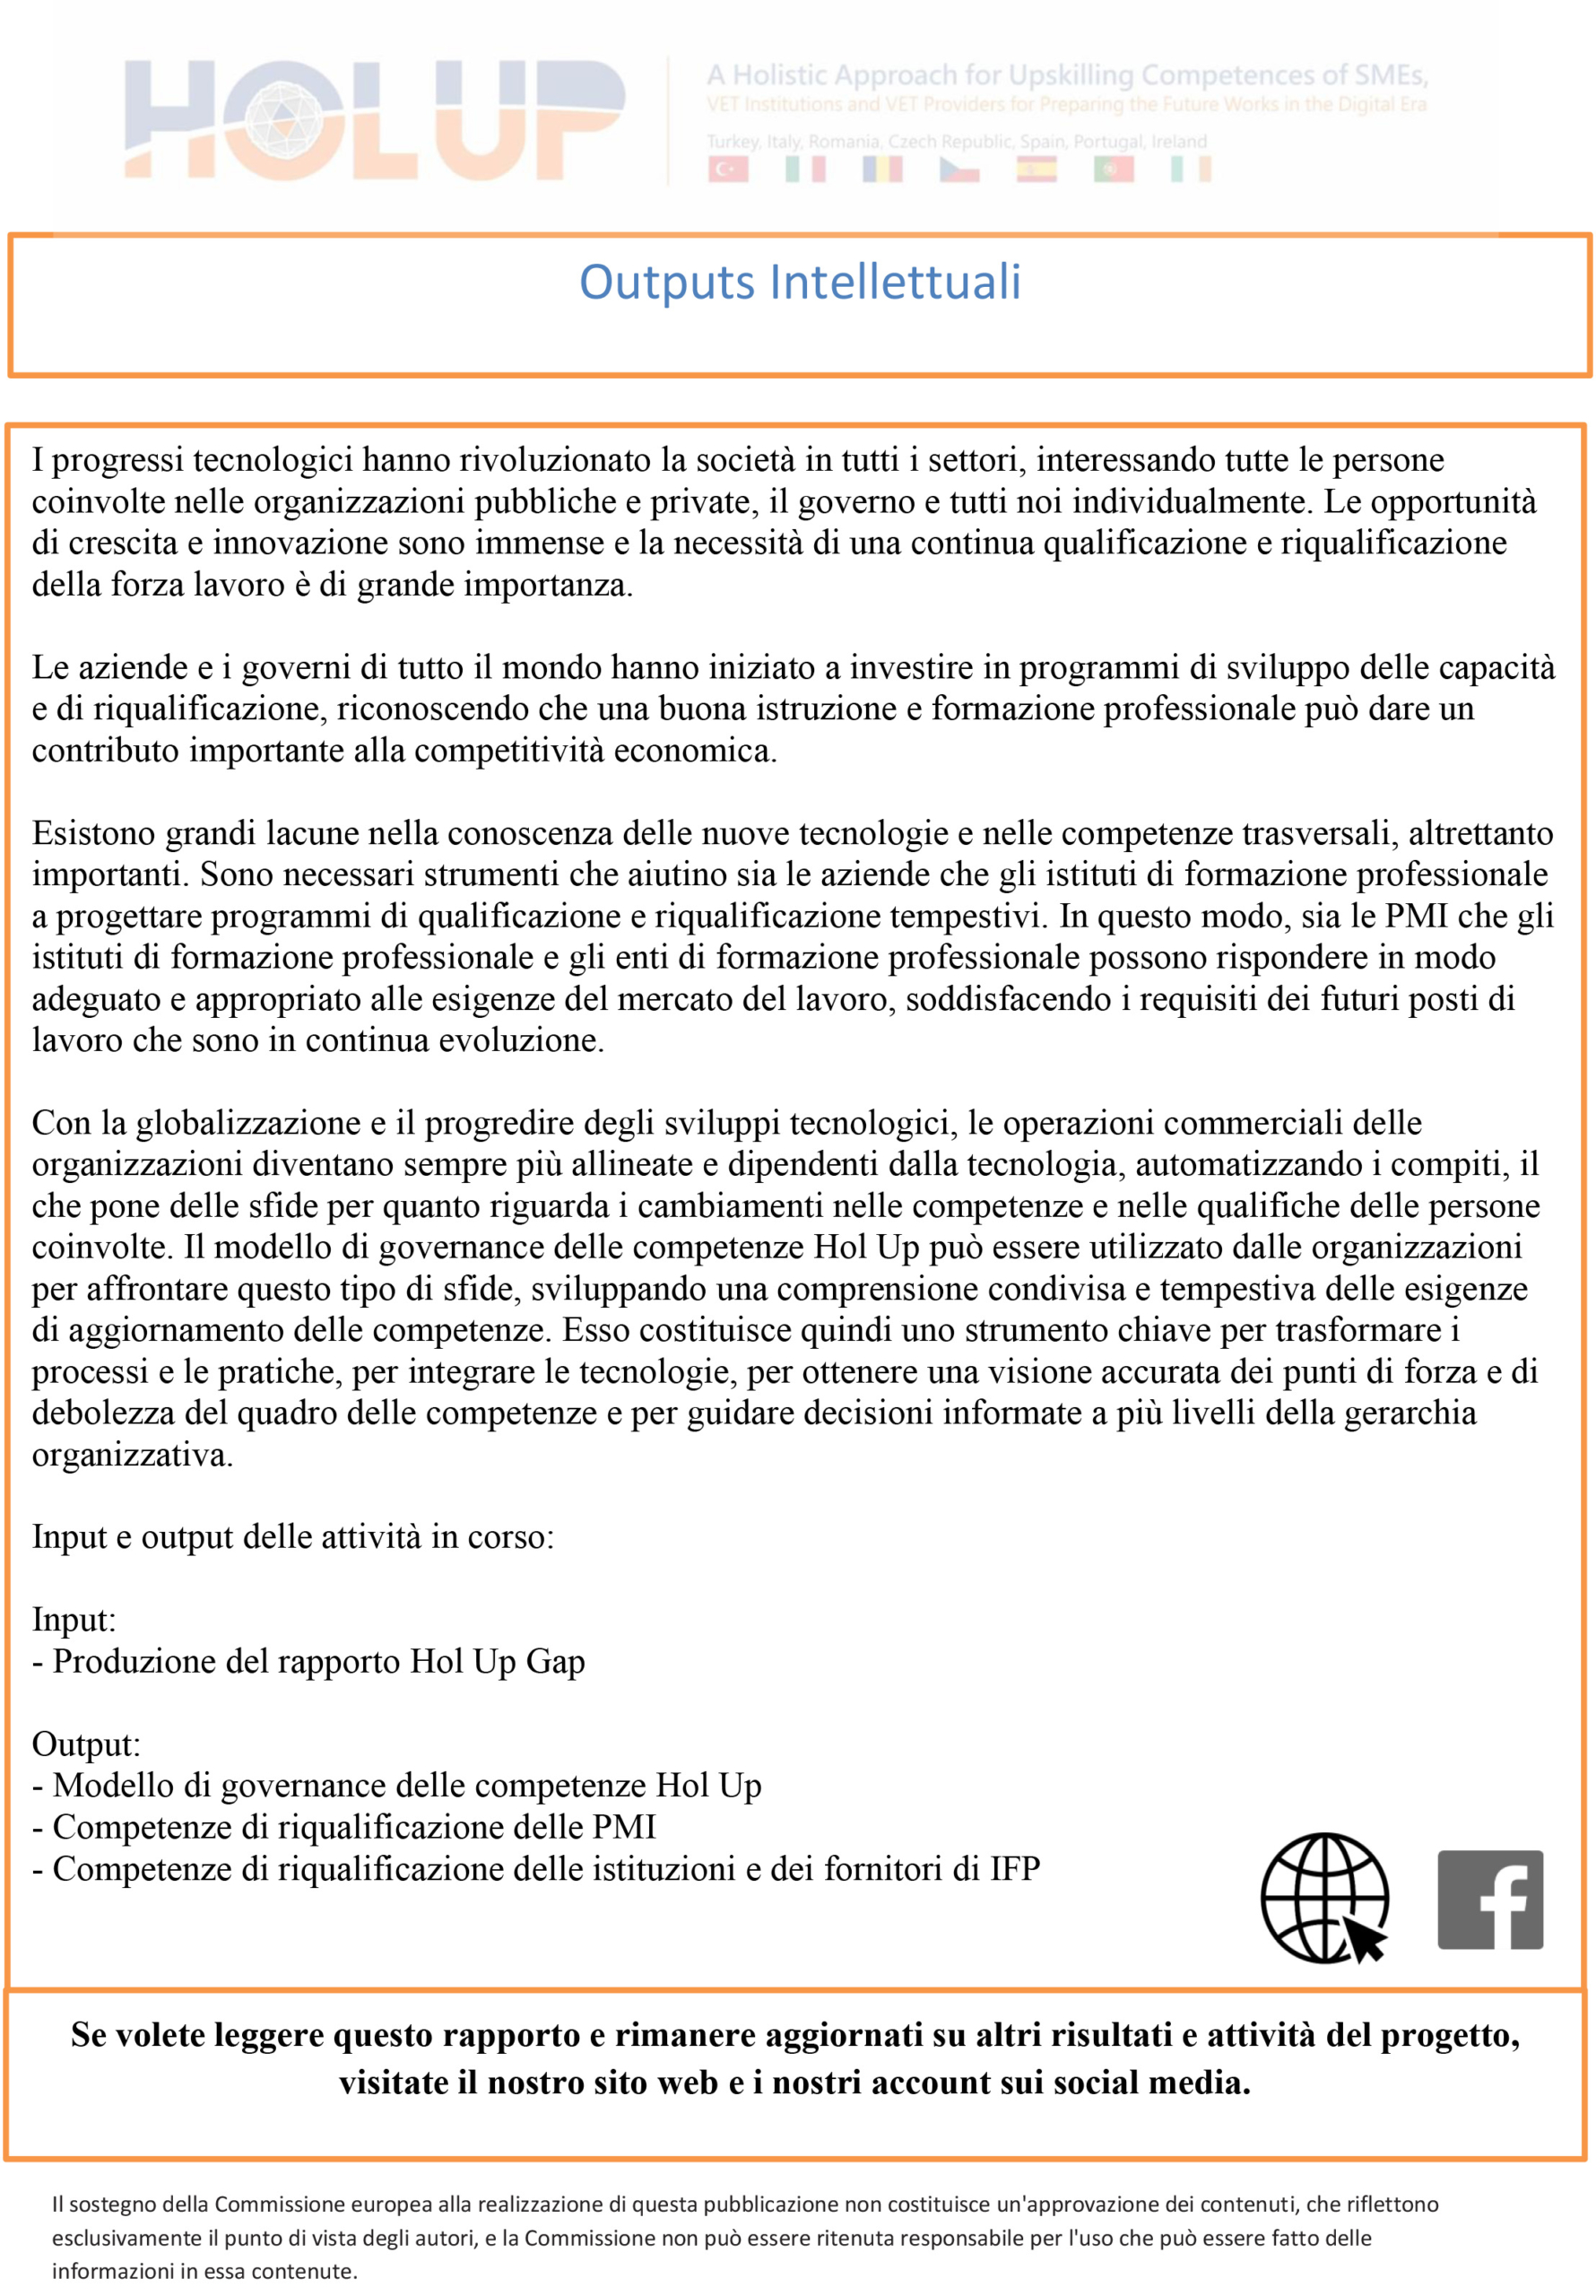 HOLUP
A Holistic Approach for Upskilling Competences of SMEs,
VET Institutions and VET Providers for Preparing the Future Works in the Digital Era
Turkey, Italy, Romania, Czech Republic, Spain, Portugal, Ireland
Outputs Intellettuali
I progressi tecnologici hanno rivoluzionato la società in tutti i settori, interessando tutte le persone
coinvolte nelle organizzazioni pubbliche e private, il governo e tutti noi individualmente. Le opportunità
di crescita e innovazione sono immense e la necessità di una continua qualificazione e riqualificazione
della forza lavoro è di grande importanza.
Le aziende e i governi di tutto il mondo hanno iniziato a investire in programmi di sviluppo delle capacità
e di riqualificazione, riconoscendo che una buona istruzione e formazione professionale può dare un
contributo importante alla competitività economica.
Esistono grandi lacune nella conoscenza delle nuove tecnologie e nelle competenze trasversali, altrettanto
importanti. Sono necessari strumenti che aiutino sia le aziende che gli istituti di formazione professionale
a progettare programmi di qualificazione e riqualificazione tempestivi. In questo modo, sia le PMI che gli
istituti di formazione professionale e gli enti di formazione professionale possono rispondere in modo
adeguato e appropriato alle esigenze del mercato del lavoro, soddisfacendo i requisiti dei futuri posti di
lavoro che sono in continua evoluzione.
Con la globalizzazione e il progredire degli sviluppi tecnologici, le operazioni commerciali delle
organizzazioni diventano sempre più allineate e dipendenti dalla tecnologia, automatizzando i compiti, il
che pone delle sfide per quanto riguarda i cambiamenti nelle competenze e nelle qualifiche delle persone
coinvolte. Il modello di governance delle competenze Hol Up può essere utilizzato dalle organizzazioni
per affrontare questo tipo di sfide, sviluppando una comprensione condivisa e tempestiva delle esigenze
di aggiornamento delle competenze. Esso costituisce quindi uno strumento chiave per trasformare i
processi e le pratiche, per integrare le tecnologie, per ottenere una visione accurata dei punti di forza e di
debolezza del quadro delle competenze e per guidare decisioni informate a più livelli della gerarchia
organizzativa.
Input e output delle attività in corso:
Input:
- Produzione del rapporto Hol Up Gap
Output:
- Modello di governance delle competenze Hol Up
- Competenze di riqualificazione delle PMI
- Competenze di riqualificazione delle istituzioni e dei fornitori di IFP
f
Se volete leggere questo rapporto e rimanere aggiornati su altri risultati e attività del progetto,
visitate il nostro sito web e i nostri account sui social media.
Il sostegno della Commissione europea alla realizzazione di questa pubblicazione non costituisce un'approvazione dei contenuti, che riflettono
esclusivamente il punto di vista degli autori, e la Commissione non può essere ritenuta responsabile per l'uso che può essere fatto delle
informazioni in essa contenute.